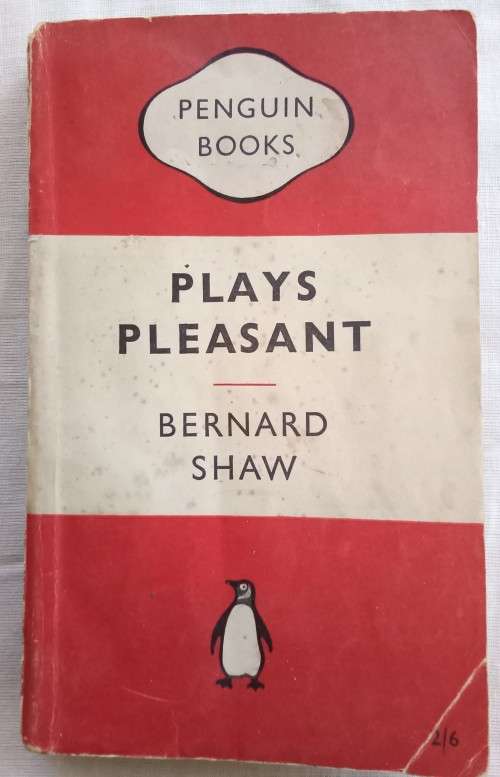 PENGUIN
BOOKS
PLAYS
PLEASANT
BERNARD
SHAW
2/6